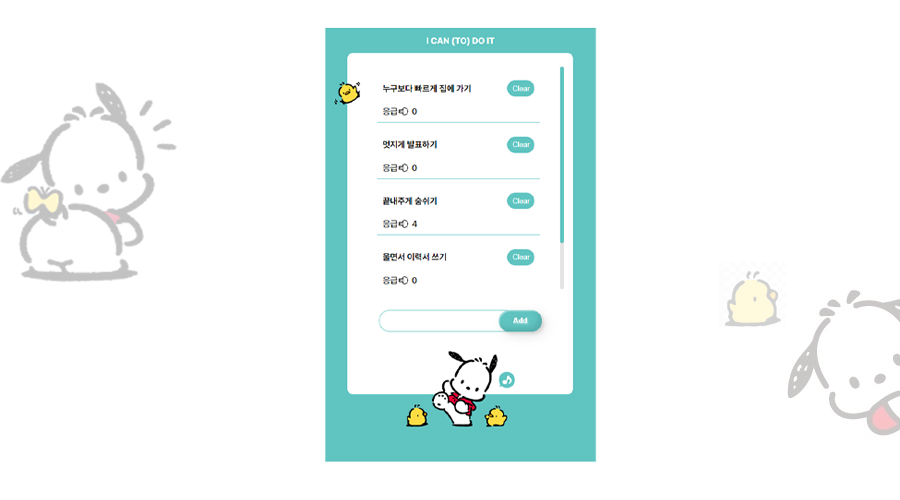 I CAN (TO) DO IT
누구보다 빠르게 집에 가기
Clear
응급 0
멋지게 발표하기
Clear
응급 0
끝내주게 숨쉬기
Clear
응급 4
울면서 이력서 쓰기
Clear
응급 0
Add